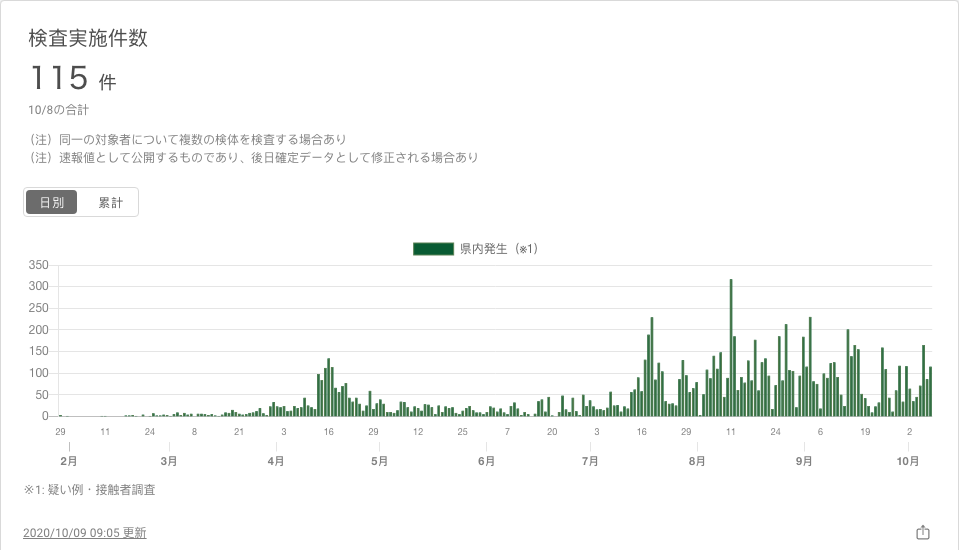 検査実施件数
115 件
10/8の合計
（注）同一の対象者について複数の検体を検査する場合あり
（注）速報値として公開するものであり、後日確定データとして修正される場合あり
日別 累計
県内発生（※1）
350
300
250
200
150
100
50
0
29 11 24 8 21 3 16 29 12 25 7 20 3 16 29 11 24 6 19 2
2月 3月 4月 5月 6月 7月 8月 9月 10月
※1: 疑い例・接触者調査
2020/10/09 09:05 更新